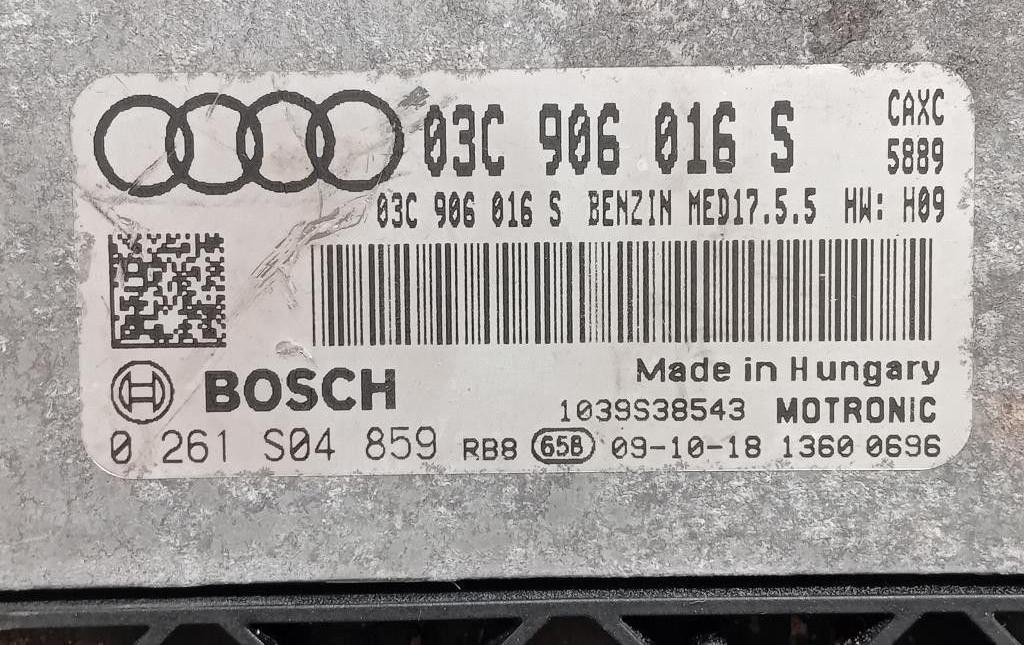 03C 906 016 S
CAXC
5889
03C 906 016 S BENZIN MED17.5.5 HW: H09
BOSCH
Made in Hungary
1039S38543 MOTRONIC
0 261 S04 859 RB8 65B 09-10-18 1360 0696